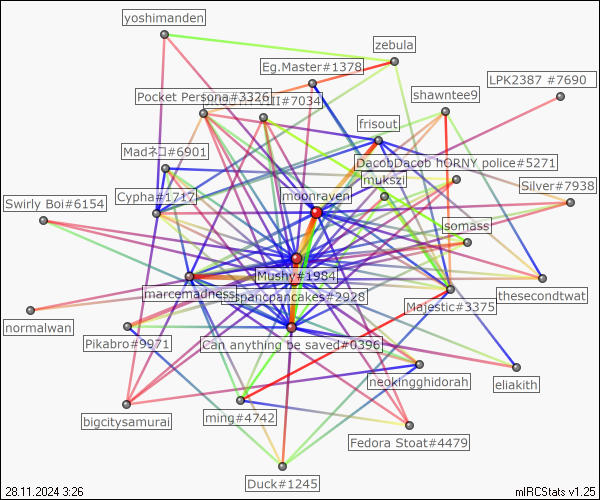 yoshimanden
zebula
Eg.Master#1378
LPK2387 #7690
Pocket Persona#3326
#7034
shawntee9
frisout
Madネコ#6901
DacobDacob hORNY police#5271
mukszi
Silver#7938
Cypha#1717
moonraven
Swirly Boi#6154
somass
Mushy#1984
marcemadness
spancpancakes#2928
thesecondtwat
Majestic#3375
normalwan
Pikabro#9971
Can anything be saved#0396
neokingghidorah
eliakith
bigcitysamurai
ming#4742
Fedora Stoat#4479
Duck#1245
28.11.2024 3:26
mIRCStats v1.25